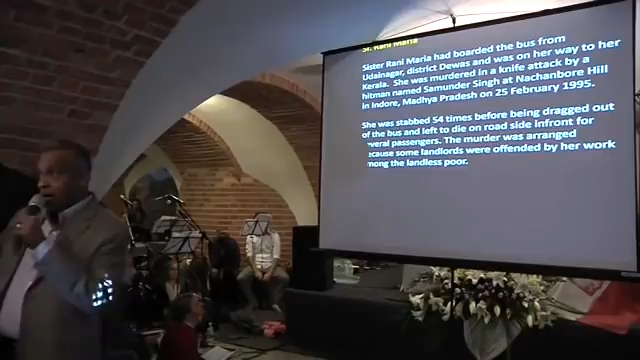 Sr. Rani Maria
Sister Rani Maria had boarded the bus from
Udainagar, district Dewas and was on her way to her
Kerala. She was murdered in a knife attack by a
hitman named Samunder Singh at Nachanbore Hill
in Indore, Madhya Pradesh on 25 February 1995.
She was stabbed 54 times before being dragged out
of the bus and left to die on road side Infront for
everal passengers. The murder was arranged
ecause some landlords were offended by her work
mong the landless poor.